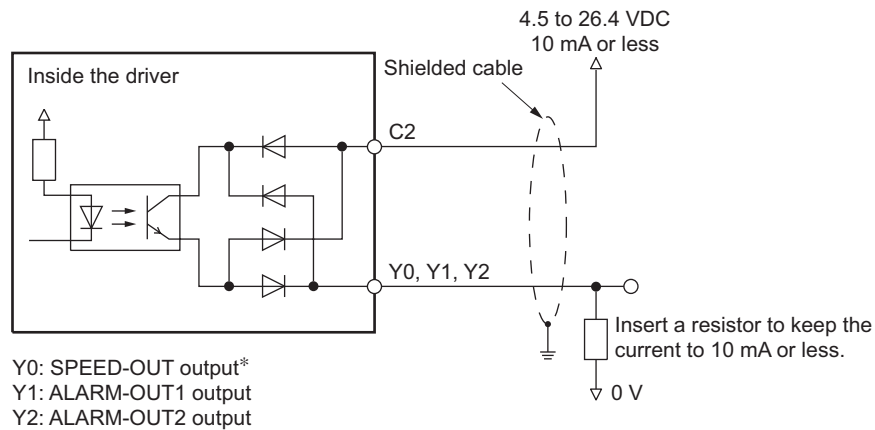 4.5 to 26.4 VDC
10 mA or less
Inside the driver
Shielded cable
C2
Y0, Y1, Y2
Insert a resistor to keep the
current to 10 mA or less.
0 V
Y0: SPEED-OUT output*
Y1: ALARM-OUT1 output
Y2: ALARM-OUT2 output